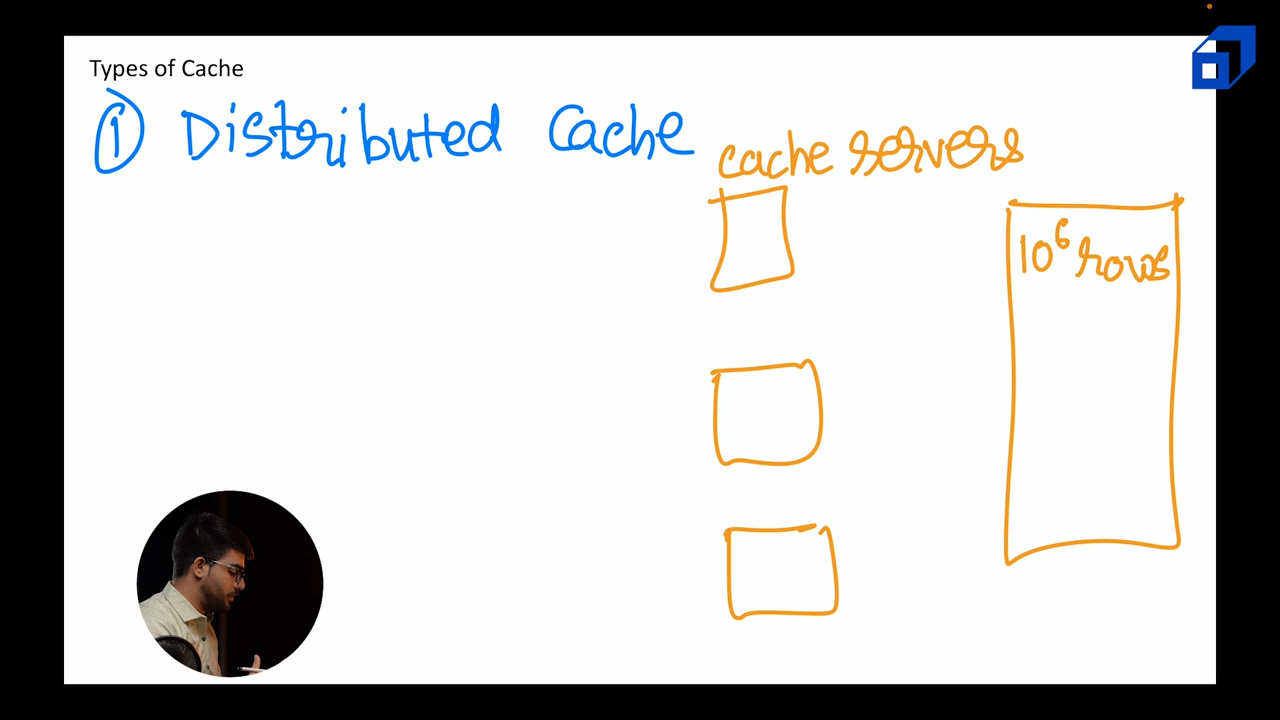 Types of Cache
① Distributed Cache
cache servers
10⁶ rows